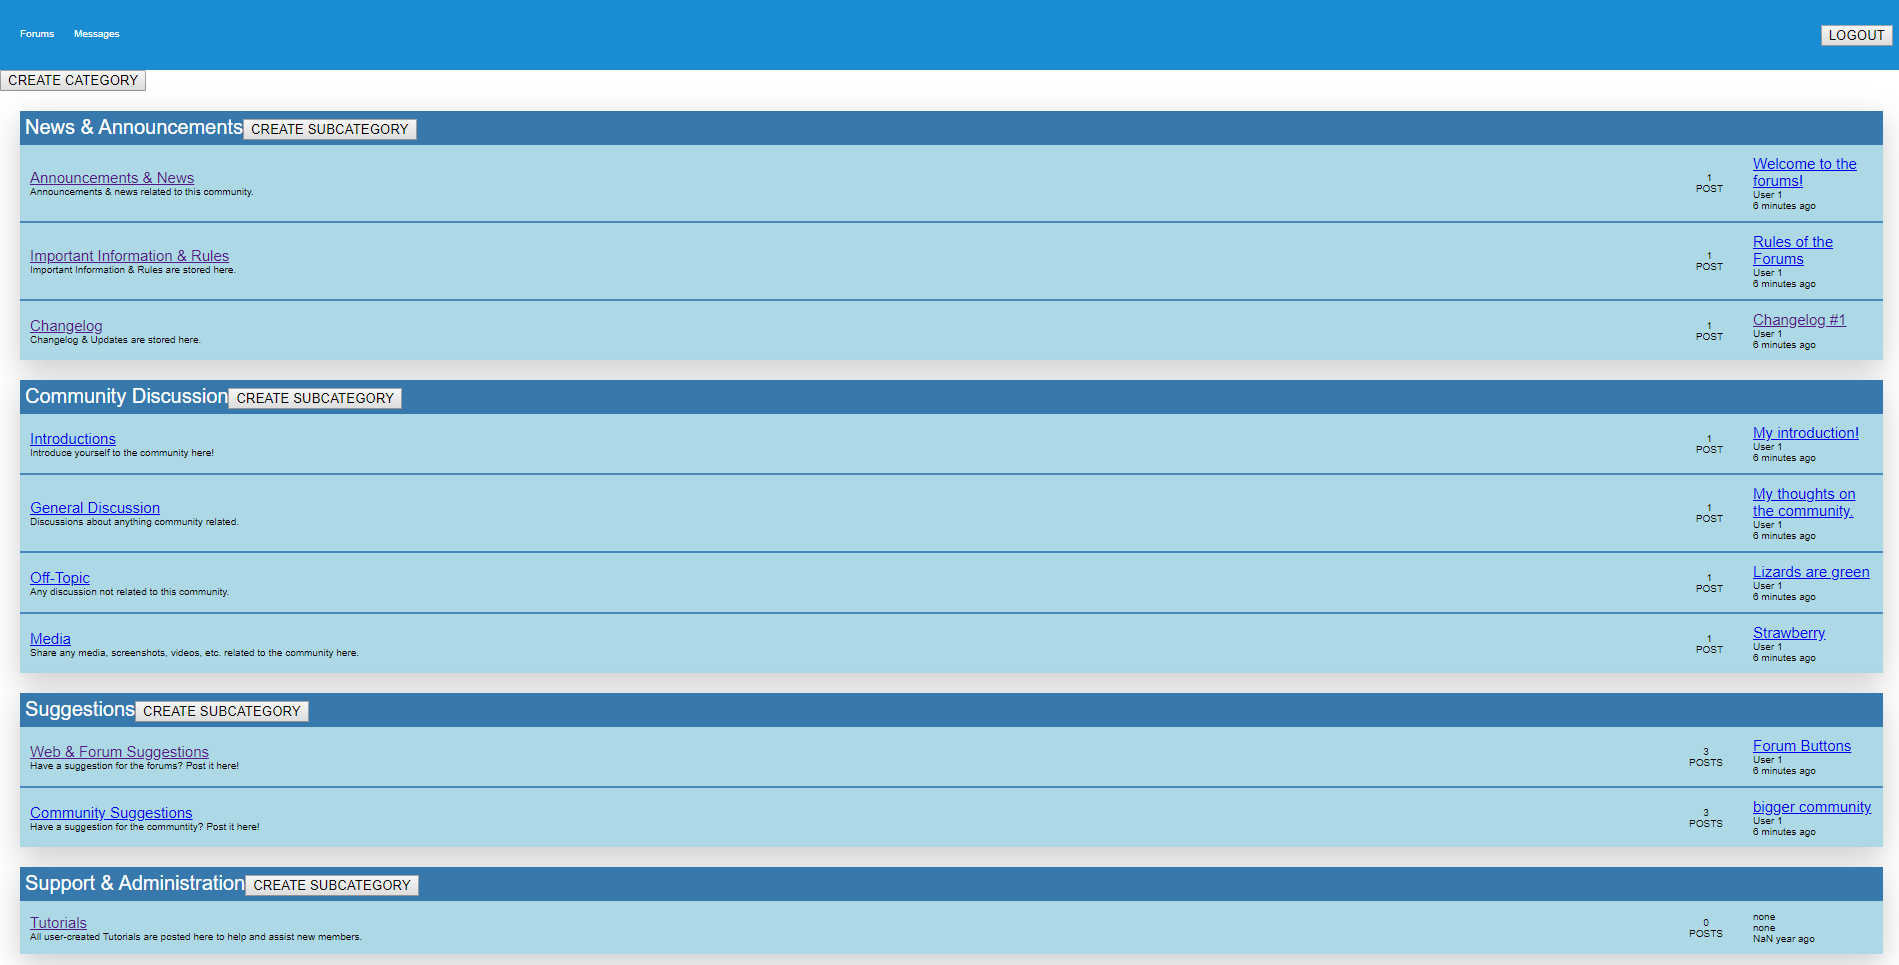 Forums Messages LOGOUT
CREATE CATEGORY
News & Announcements CREATE SUBCATEGORY
Announcements & News
Announcements & news related to this community.
1
POST
Welcome to the
forums!
User 1
6 minutes ago
Important Information & Rules
Important Information & Rules are stored here.
1
POST
Rules of the
Forums
User 1
6 minutes ago
Changelog
Changelog & Updates are stored here.
1
POST
Changelog #1
User 1
6 minutes ago
Community Discussion CREATE SUBCATEGORY
Introductions
Introduce yourself to the community here!
1
POST
My introduction!
User 1
6 minutes ago
General Discussion
Discussions about anything community related.
1
POST
My thoughts on
the community.
User 1
6 minutes ago
Off-Topic
Any discussion not related to this community.
1
POST
Lizards are green
User 1
6 minutes ago
Media
Share any media, screenshots, videos, etc. related to the community here.
1
POST
Strawberry
User 1
6 minutes ago
Suggestions CREATE SUBCATEGORY
Web & Forum Suggestions
Have a suggestion for the forums? Post it here!
3
POSTS
Forum Buttons
User 1
6 minutes ago
Community Suggestions
Have a suggestion for the communtity? Post it here!
3
POSTS
bigger community
User 1
6 minutes ago
Support & Administration CREATE SUBCATEGORY
Tutorials
All user-created Tutorials are posted here to help and assist new members.
0
POSTS
none
none
NaN year ago